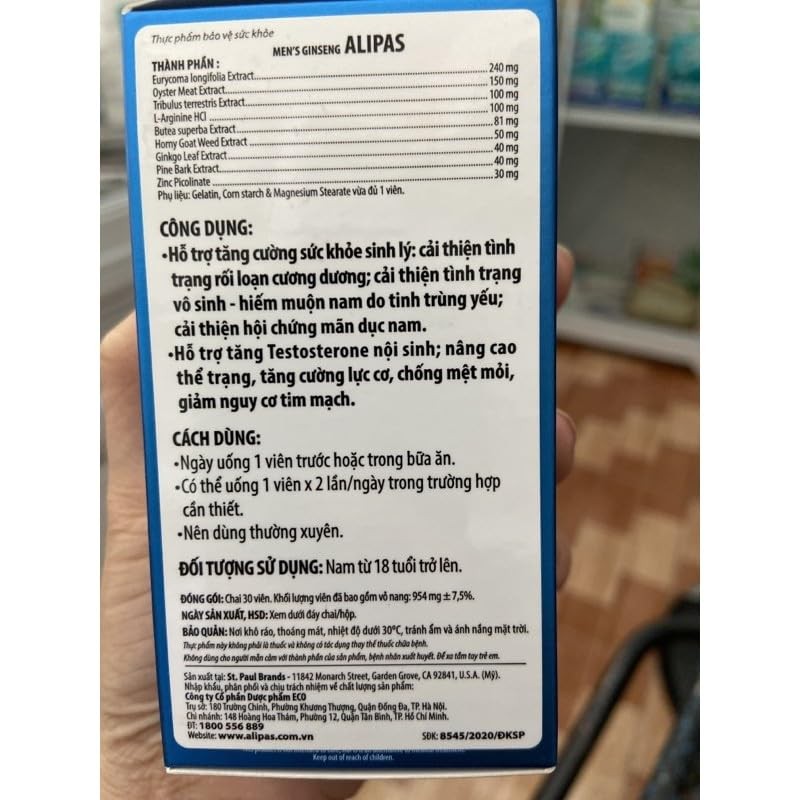 Thực phẩm bảo vệ sức khỏe
MEN'S GINSENG ALIPAS
THÀNH PHẦN :
Eurycoma longifolia Extract 240 mg
Oyster Meat Extract 150 mg
Tribulus terrestris Extract 100 mg
L-Arginine HCl 100 mg
Butea superba Extract 81 mg
Horny Goat Weed Extract 50 mg
Ginkgo Leaf Extract 40 mg
Pine Bark Extract 40 mg
Zinc Picolinate 30 mg
Phụ liệu: Gelatin, Corn starch & Magnesium Stearate vừa đủ 1 viên.
CÔNG DỤNG:
•Hỗ trợ tăng cường sức khỏe sinh lý: cải thiện tình
trạng rối loạn cương dương; cải thiện tình trạng
vô sinh - hiếm muộn nam do tinh trùng yếu;
cải thiện hội chứng mãn dục nam.
•Hỗ trợ tăng Testosterone nội sinh; nâng cao
thể trạng, tăng cường lực cơ, chống mệt mỏi,
giảm nguy cơ tim mạch.
CÁCH DÙNG:
•Ngày uống 1 viên trước hoặc trong bữa ăn.
•Có thể uống 1 viên x 2 lần/ngày trong trường hợp
cần thiết.
•Nên dùng thường xuyên.
ĐỐI TƯỢNG SỬ DỤNG: Nam từ 18 tuổi trở lên.
ĐÓNG GÓI: Chai 30 viên. Khối lượng viên đã bao gồm vỏ nang: 954 mg ± 7,5%.
NGÀY SẢN XUẤT, HSD: Xem dưới đáy chai/hộp.
BẢO QUẢN: Nơi khô ráo, thoáng mát, nhiệt độ dưới 30°C, tránh ẩm và ánh nắng mặt trời.
Thực phẩm này không phải là thuốc và không có tác dụng thay thế thuốc chữa bệnh.
Không dùng cho người mẫn cảm với thành phần của sản phẩm, bệnh nhân xuất huyết. Để xa tầm tay trẻ em.
Sản xuất tại: St. Paul Brands - 11842 Monarch Street, Garden Grove, CA 92841, U.S.A. (Mỹ).
Nhập khẩu, phân phối và chịu trách nhiệm về chất lượng sản phẩm:
Công ty Cổ phần Dược phẩm ECO
Trụ sở: 180 Trường Chinh, Phường Khương Thượng, Quận Đống Đa, TP. Hà Nội.
Chi nhánh: 148 Hoàng Hoa Thám, Phường 12, Quận Tân Bình, TP. Hồ Chí Minh.
ĐT: 1800 556 889
Website: www.alipas.com.vn SĐK: 8545/2020/ĐKSP
Keep out of reach of children.